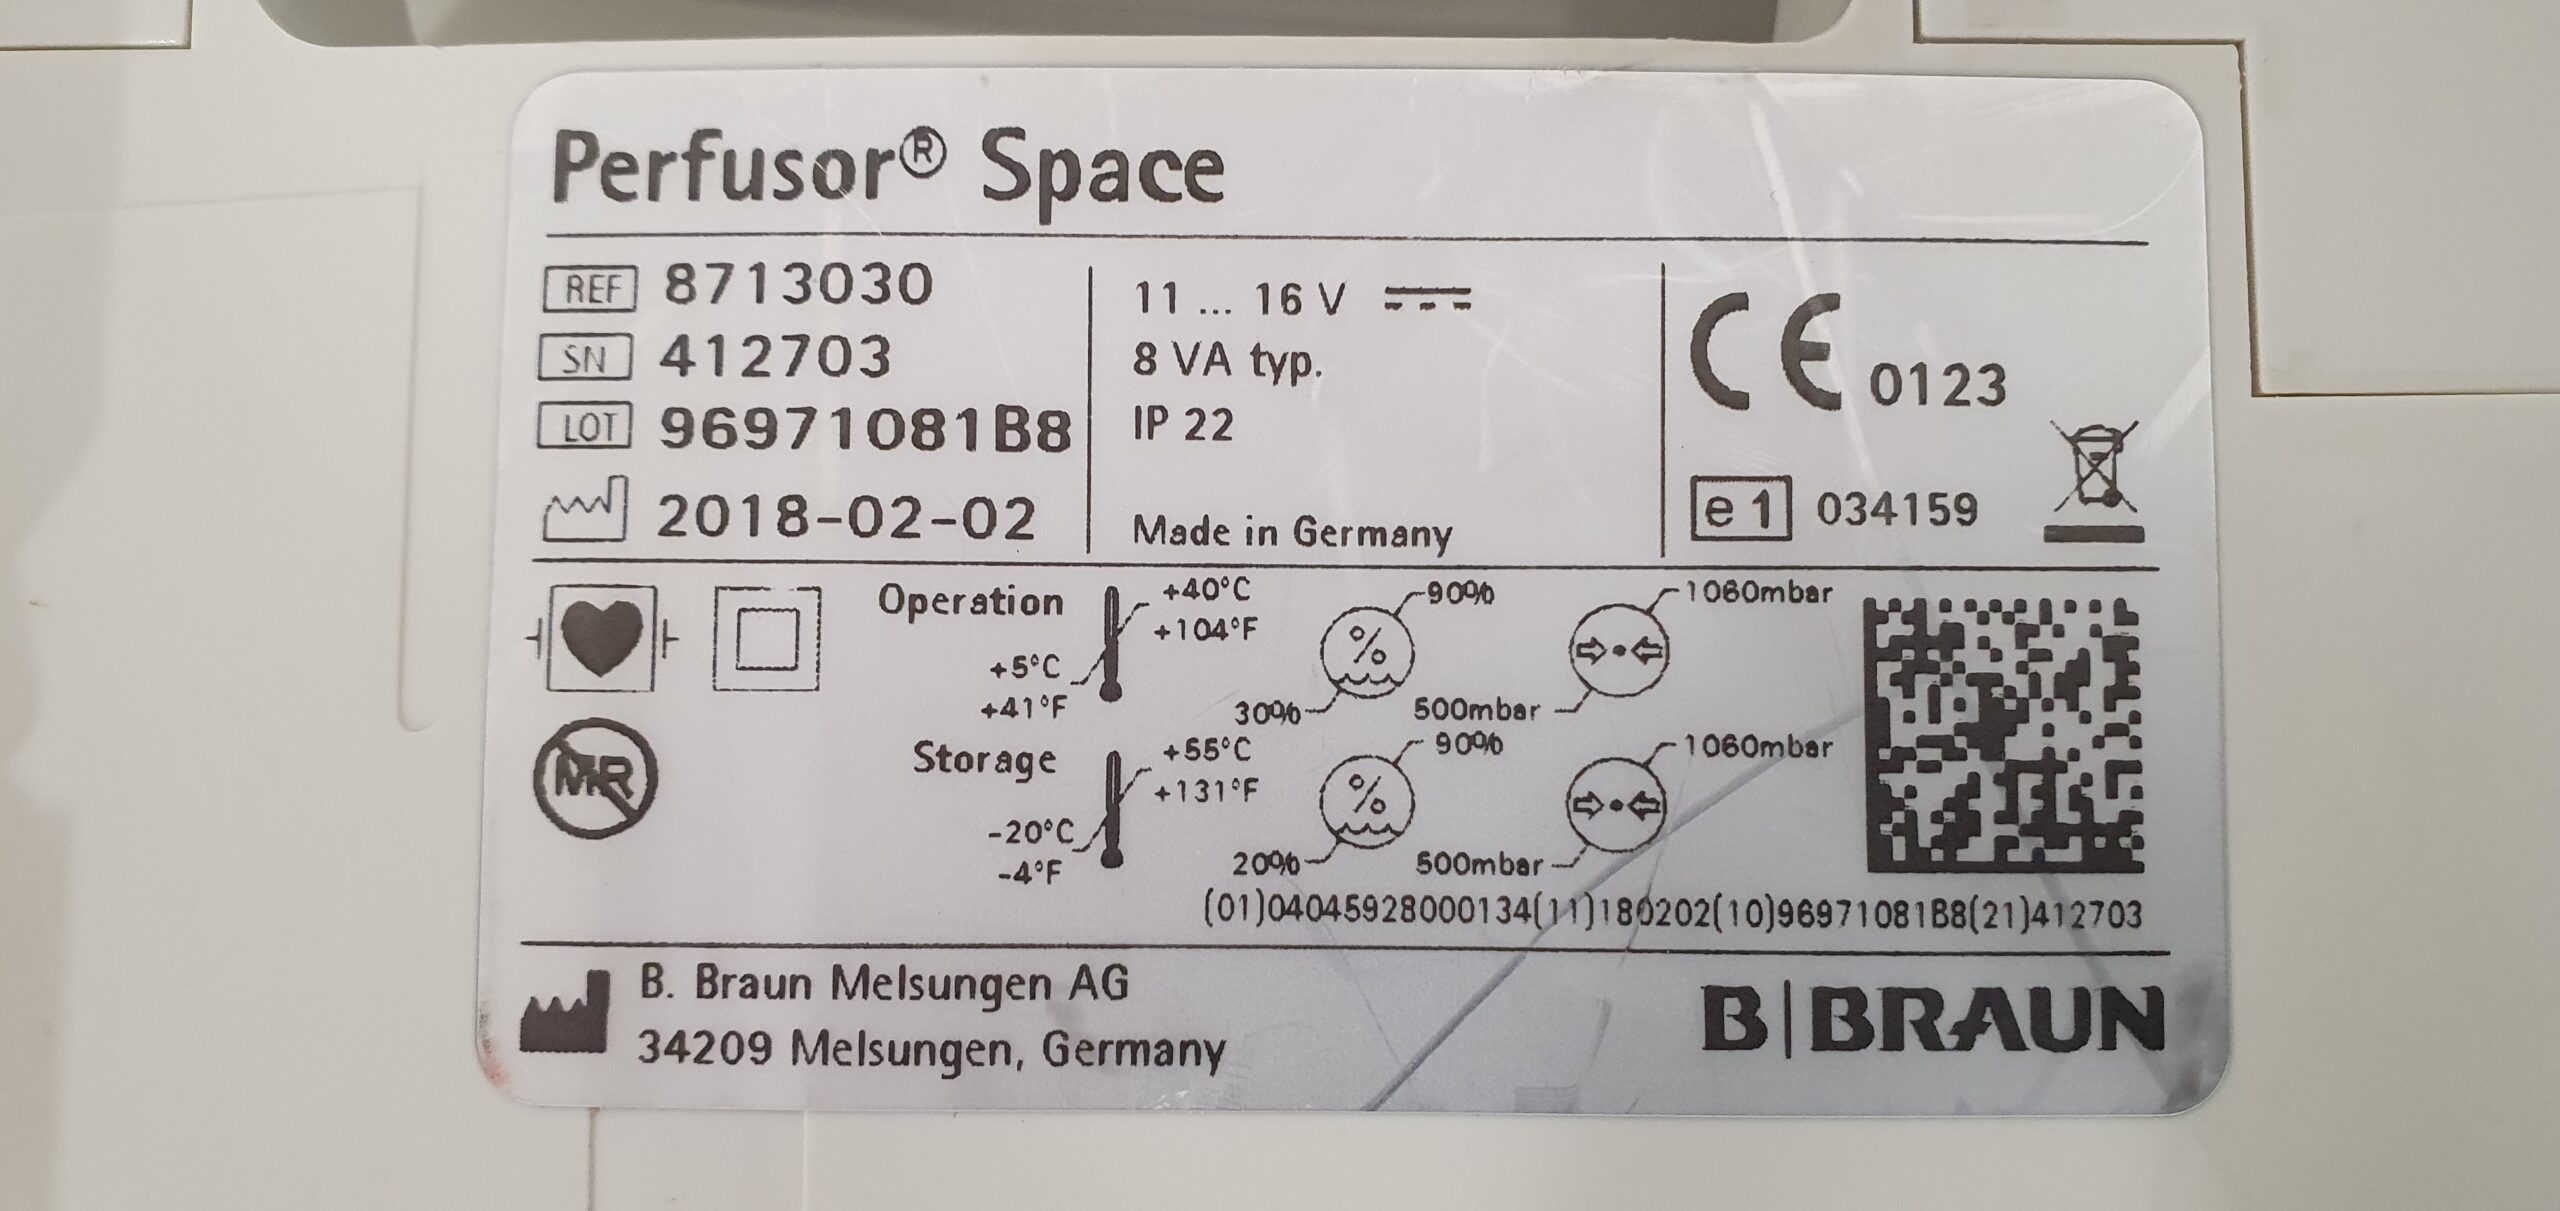 Perfusor® Space
REF 8713030
SN 412703
LOT 96971081B8
2018-02-02
11 ... 16 V
8 VA typ.
IP 22
Made in Germany
CE 0123
e1 034159
MR
Operation
+40°C
+104°F
+5°C
+41°F
90%
%
30%
1060mbar
500mbar
Storage
+55°C
+131°F
-20°C
-4°F
90%
%
20%
1060mbar
500mbar
(01)04045928000134(11)180202(10)96971081B8(21)412703
B. Braun Melsungen AG
34209 Melsungen, Germany
B|BRAUN